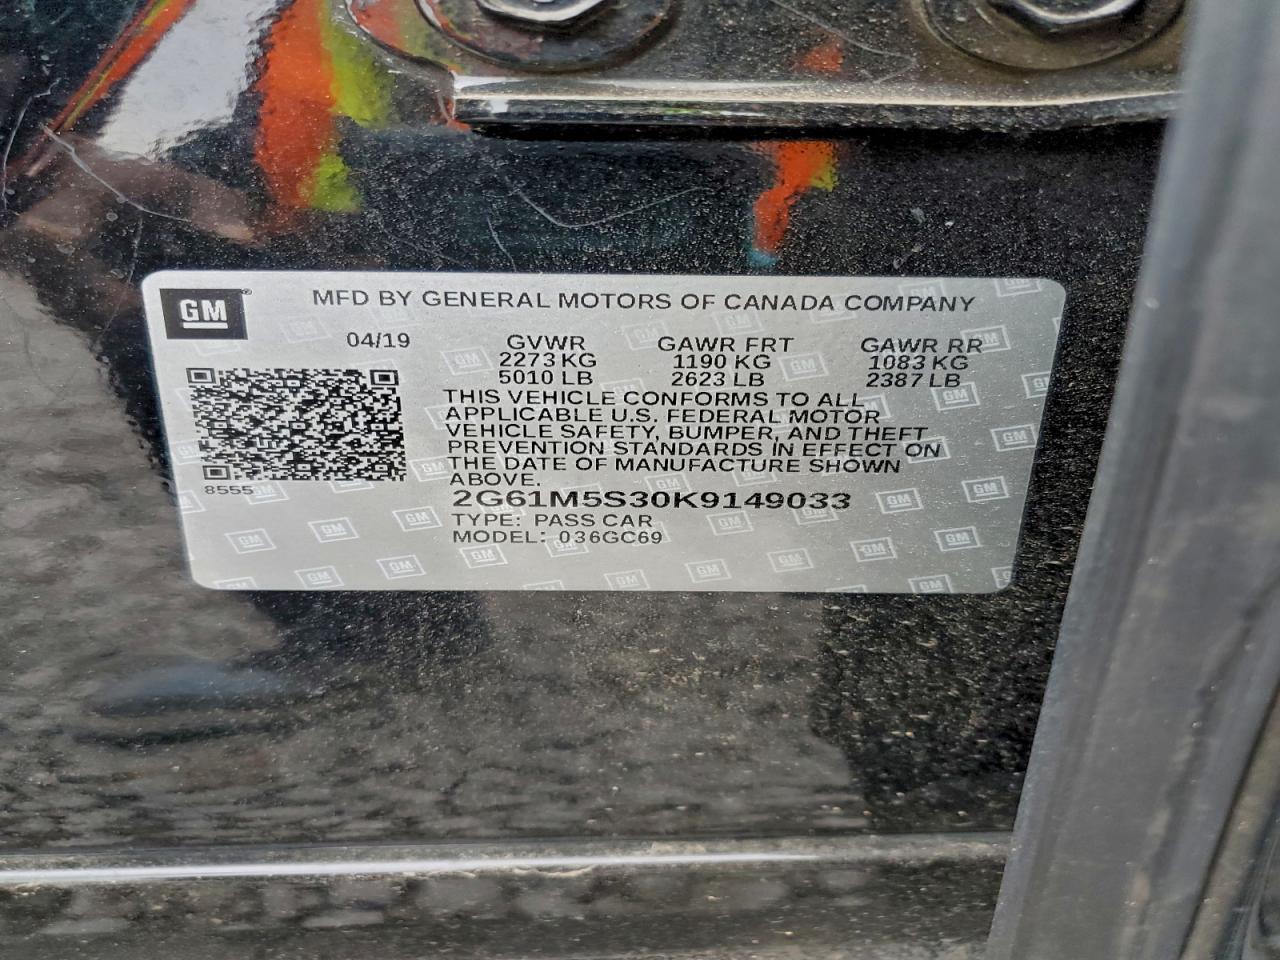 GM
MFD BY GENERAL MOTORS OF CANADA COMPANY
04/19 GVWR GAWR FRT GAWR RR
2273 KG 1190 KG 1083 KG
5010 LB 2623 LB 2387 LB
THIS VEHICLE CONFORMS TO ALL
APPLICABLE U.S. FEDERAL MOTOR
VEHICLE SAFETY, BUMPER, AND THEFT
PREVENTION STANDARDS IN EFFECT ON
THE DATE OF MANUFACTURE SHOWN
ABOVE.
8555
2G61M5S30K9149033
TYPE: PASS CAR
MODEL: 036GC69